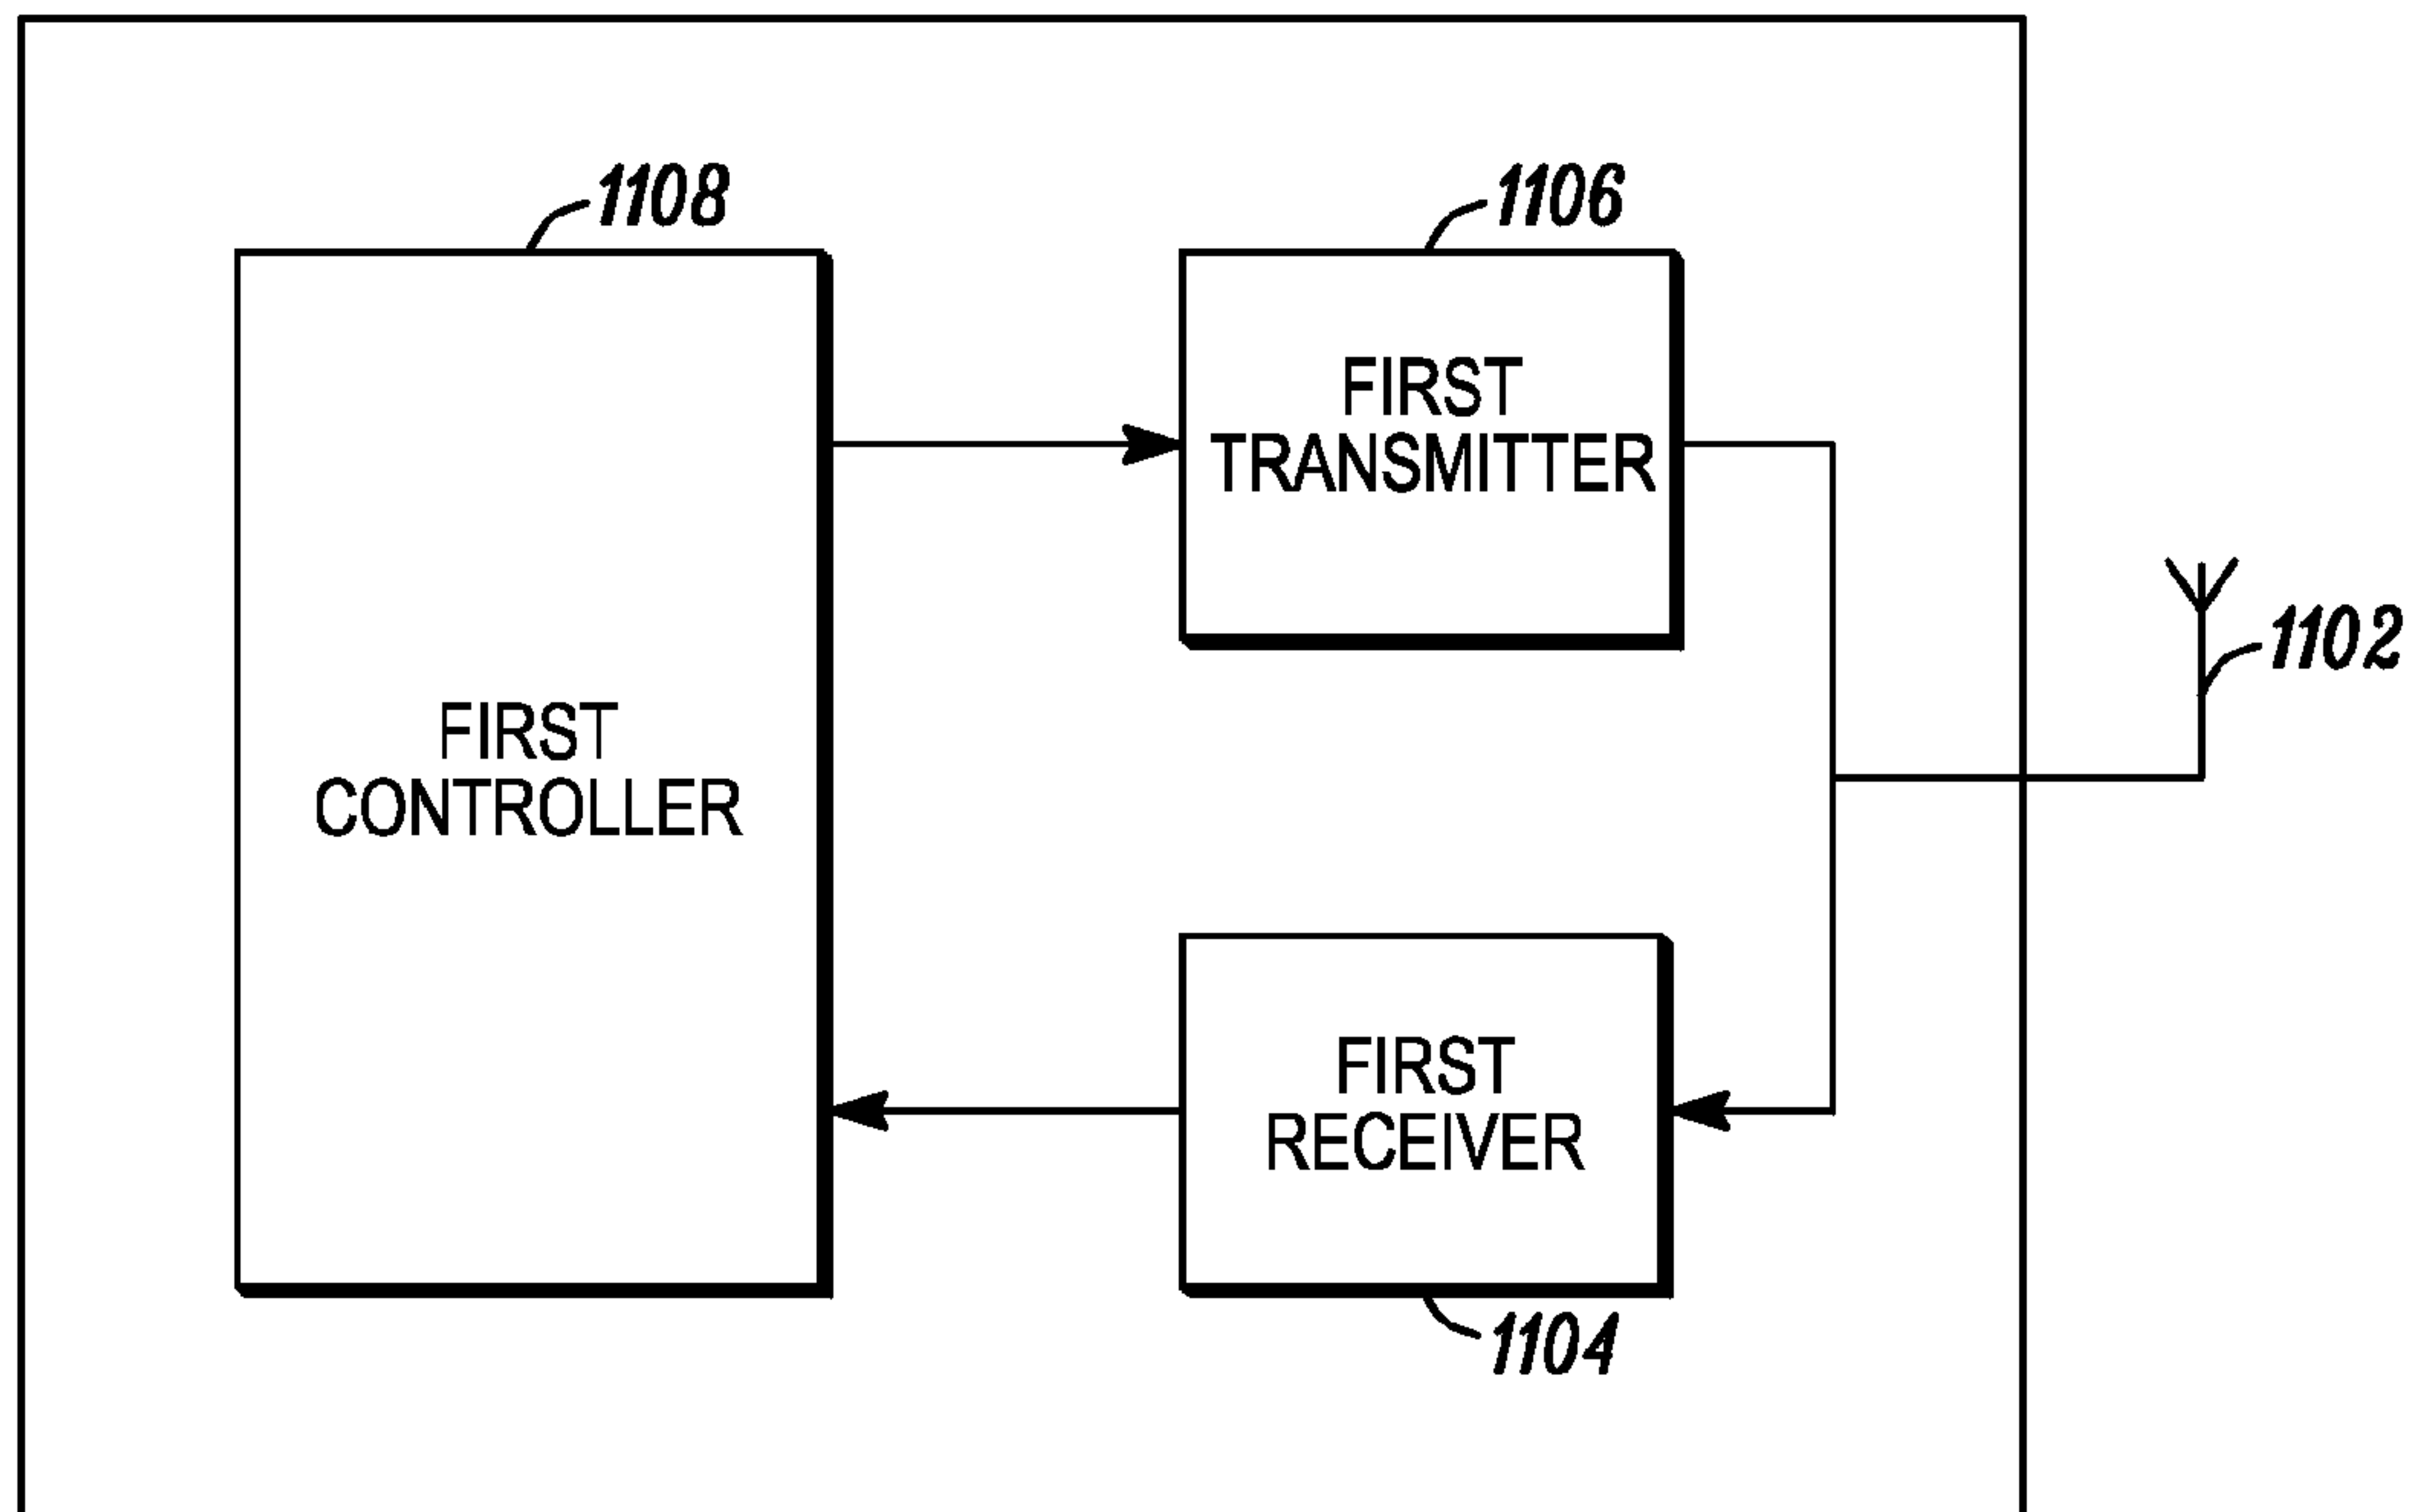 1108
1106
FIRST
TRANSMITTER
1102
FIRST
CONTROLLER
FIRST
RECEIVER
1104